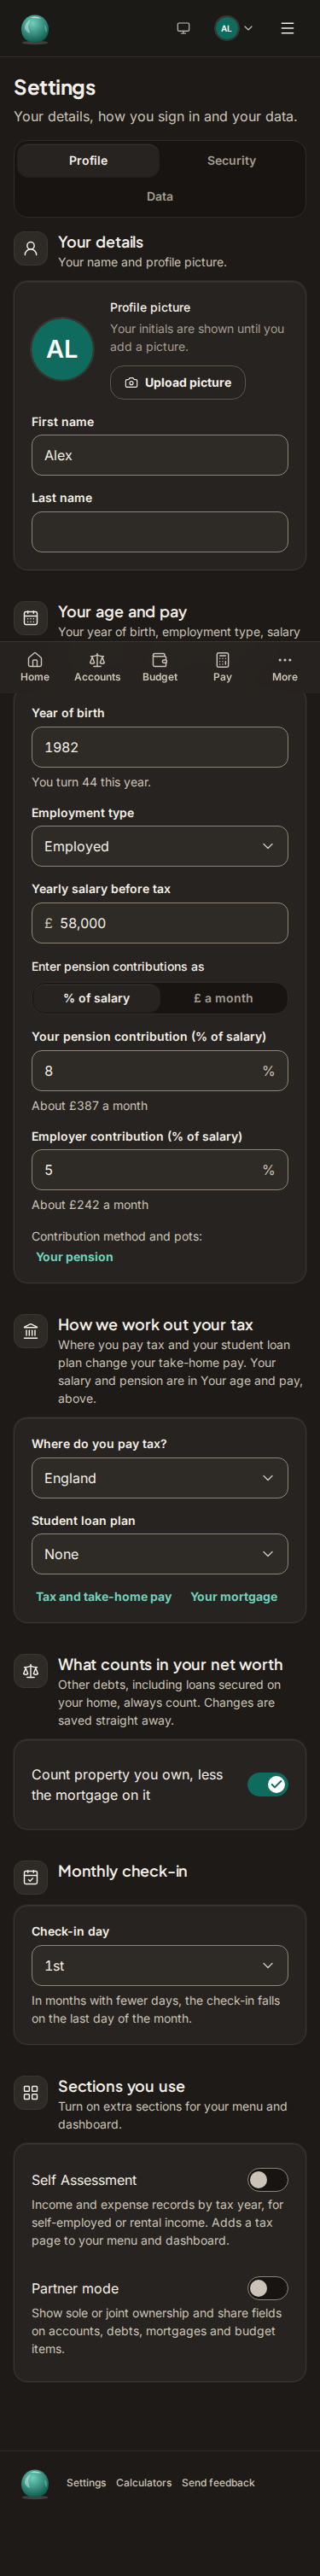 AL
Settings
Your details, how you sign in and your data.
Profile
Security
Data
Your details
Your name and profile picture.
AL
Profile picture
Your initials are shown until you
add a picture.
Upload picture
First name
Alex
Last name
Your age and pay
Your year of birth, employment type, salary
Home
Accounts
Budget
Pay
More
Year of birth
1982
You turn 44 this year.
Employment type
Employed
Yearly salary before tax
£ 58,000
Enter pension contributions as
% of salary
£ a month
Your pension contribution (% of salary)
8 %
About £387 a month
Employer contribution (% of salary)
5 %
About £242 a month
Contribution method and pots:
Your pension
How we work out your tax
Where you pay tax and your student loan
plan change your take-home pay. Your
salary and pension are in Your age and pay,
above.
Where do you pay tax?
England
Student loan plan
None
Tax and take-home pay
Your mortgage
What counts in your net worth
Other debts, including loans secured on
your home, always count. Changes are
saved straight away.
Count property you own, less
the mortgage on it
Monthly check-in
Check-in day
1st
In months with fewer days, the check-in falls
on the last day of the month.
Sections you use
Turn on extra sections for your menu and
dashboard.
Self Assessment
Income and expense records by tax year, for
self-employed or rental income. Adds a tax
page to your menu and dashboard.
Partner mode
Show sole or joint ownership and share fields
on accounts, debts, mortgages and budget
items.
Settings
Calculators
Send feedback